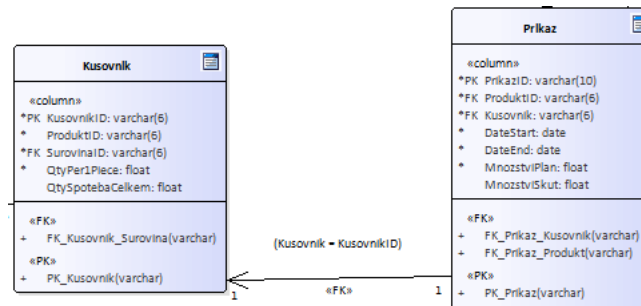 Kusovnik
«column»
*PK KusovnikID: varchar(6)
* ProduktID: varchar(6)
*FK SurovinaID: varchar(6)
* QtyPer1Piece: float
QtySpotebaCelkem: float
«FK»
+ FK_Kusovnik_Surovina(varchar)
«PK»
+ PK_Kusovnik(varchar)
(Kusovnik = KusovnikID)
1
«FK»
1
Prikaz
«column»
*PK PrikazID: varchar(10)
*FK ProduktID: varchar(6)
*FK Kusovnik: varchar(6)
* DateStart: date
* DateEnd: date
* MnozstviPlan: float
MnozstviSkut: float
«FK»
+ FK_Prikaz_Kusovnik(varchar)
+ FK_Prikaz_Produkt(varchar)
«PK»
+ PK_Prikaz(varchar)